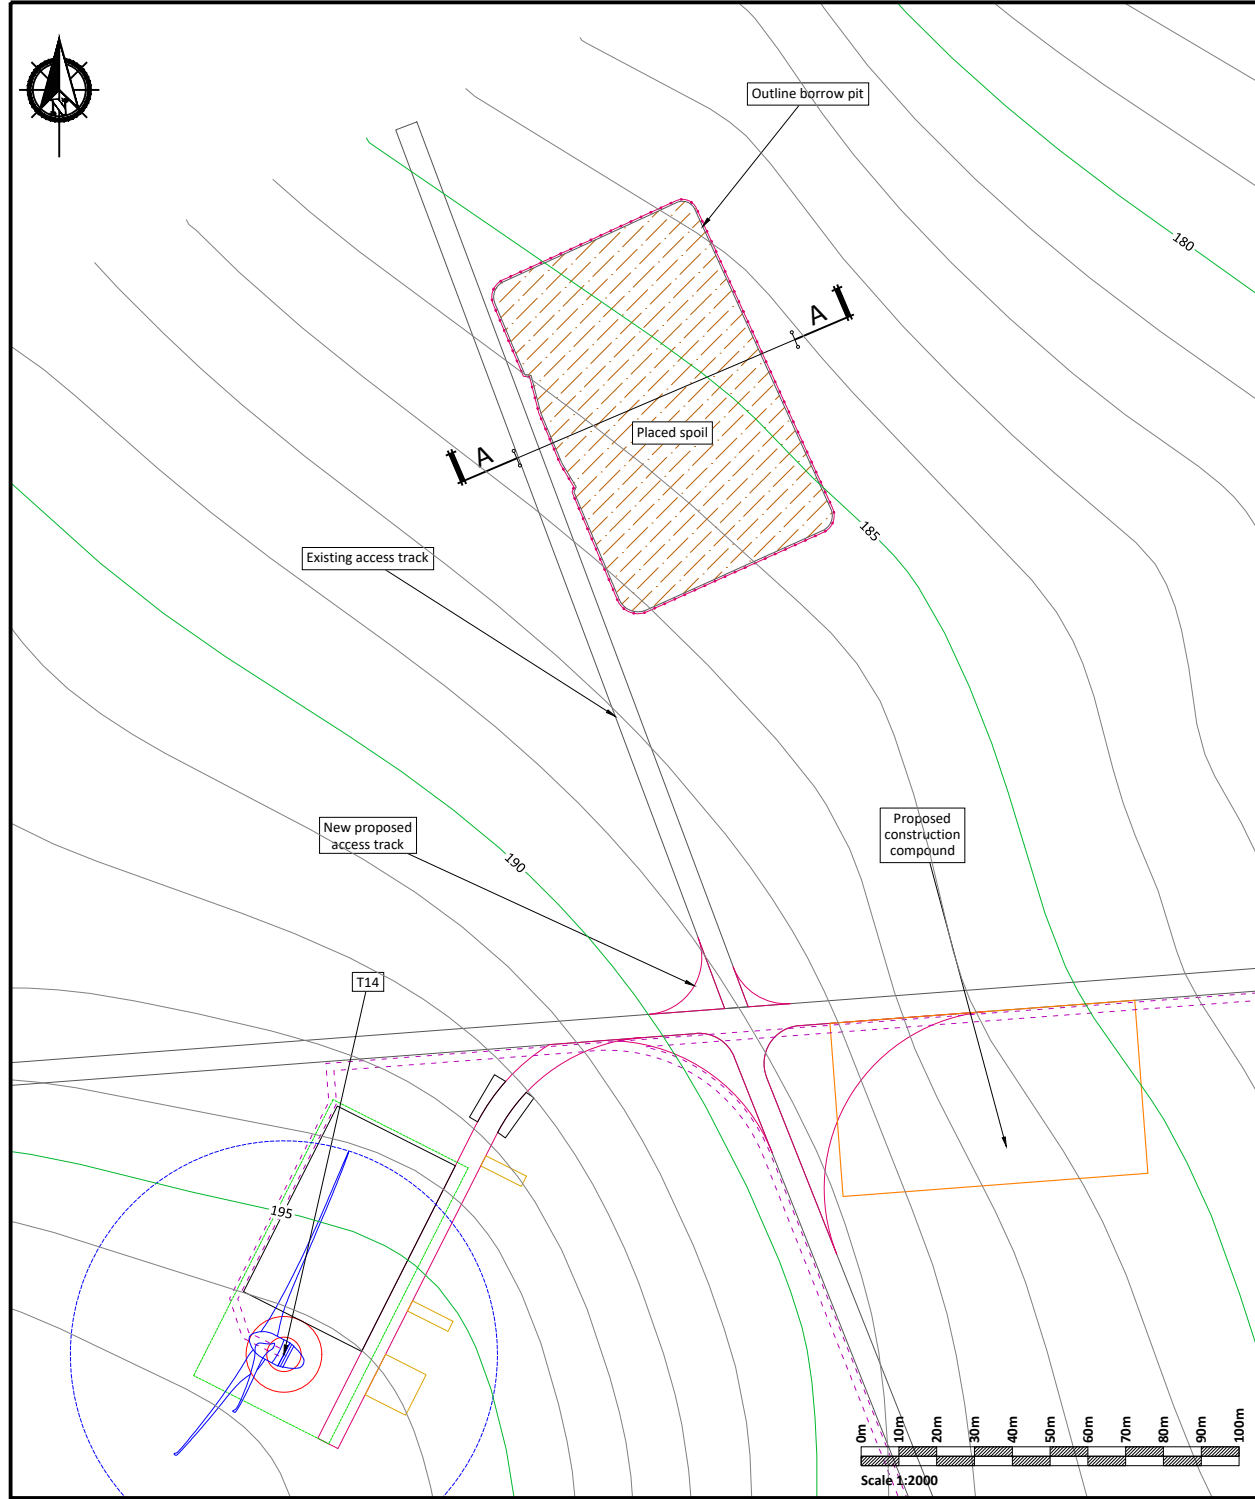 N
Outline borrow pit
180
A
Placed spoil
A
185
Existing access track
New proposed
access track
190
Proposed
construction
compound
T14
195
0m
10m
20m
30m
40m
50m
60m
70m
80m
90m
100m
Scale 1:2000